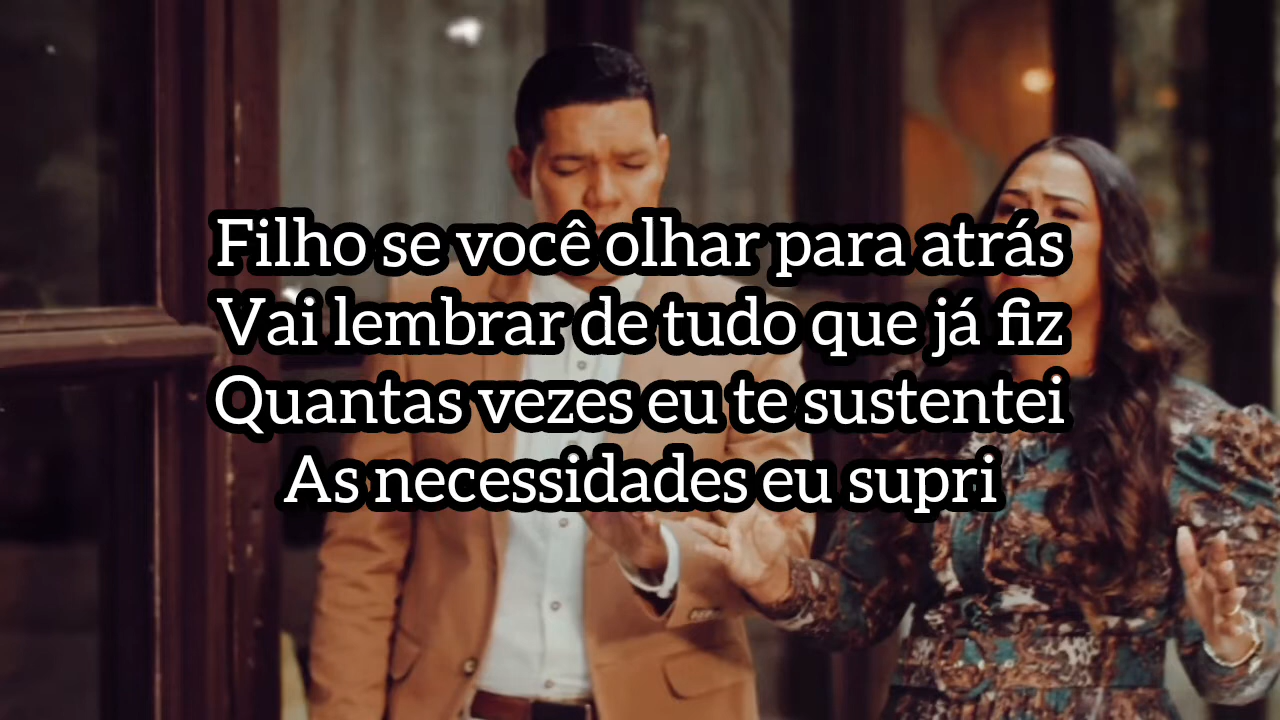 Filho se você olhar para atrás
Vai lembrar de tudo que já fiz
Quantas vezes eu te sustentei
As necessidades eu supri